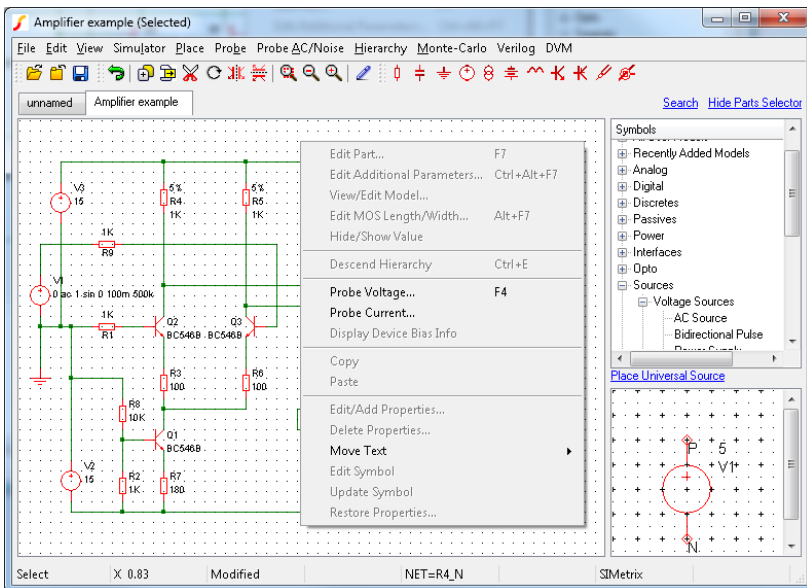 Amplifier example (Selected)
File Edit View Simulator Place Probe Probe AC/Noise Hierarchy Monte-Carlo Verilog DVM
unnamed Amplifier example
Search Hide Parts Selector
Symbols
Recently Added Models
Analog
Digital
Discretes
Passives
Power
Interfaces
Opto
Sources
Voltage Sources
AC Source
Bidirectional Pulse
Place Universal Source
P 5
V1
N
Edit Part... F7
Edit Additional Parameters... Ctrl+Alt+F7
View/Edit Model...
Edit MOS Length/Width... Alt+F7
Hide/Show Value
Descend Hierarchy Ctrl+E
Probe Voltage... F4
Probe Current...
Display Device Bias Info
Copy
Paste
Edit/Add Properties...
Delete Properties...
Move Text
Edit Symbol
Update Symbol
Restore Properties...
V3
15
5%
R4
1K
5%
R5
1K
1K
R9
V1
0 ac 1 sin 0 100m 500k
1K
R1
Q2
BC546B
Q3
BC546B
R3
100
R6
100
R8
10K
Q1
BC546B
V2
15
R2
1K
R7
180
Select X 0.83 Modified NET=R4_N SIMetrix